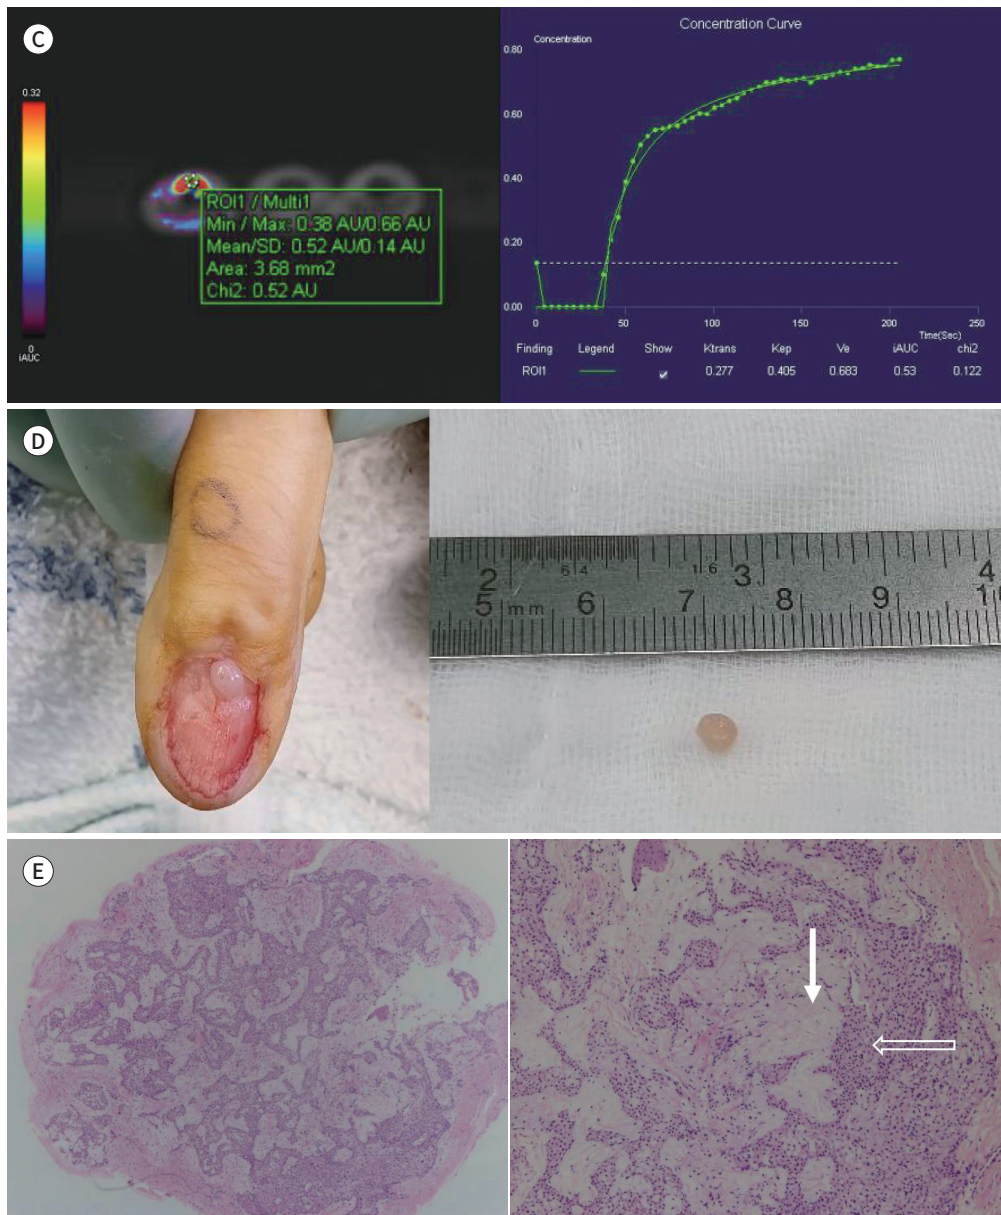 C
0.32
0
iAUC
ROI1 / Multi1
Min / Max: 0.38 AU/0.66 AU
Mean/SD: 0.52 AU/0.14 AU
Area: 3.68 mm2
Chi2: 0.52 AU
Concentration Curve
Concentration
0.80
0.60
0.40
0.20
0.00
0 50 100 150 200 250
Time(Sec)
Finding Legend Show Ktrans Kep Ve iAUC chi2
ROI1 0.277 0.405 0.683 0.53 0.122
D
2 64 16 3 4
5 mm 6 7 8 9 1
E